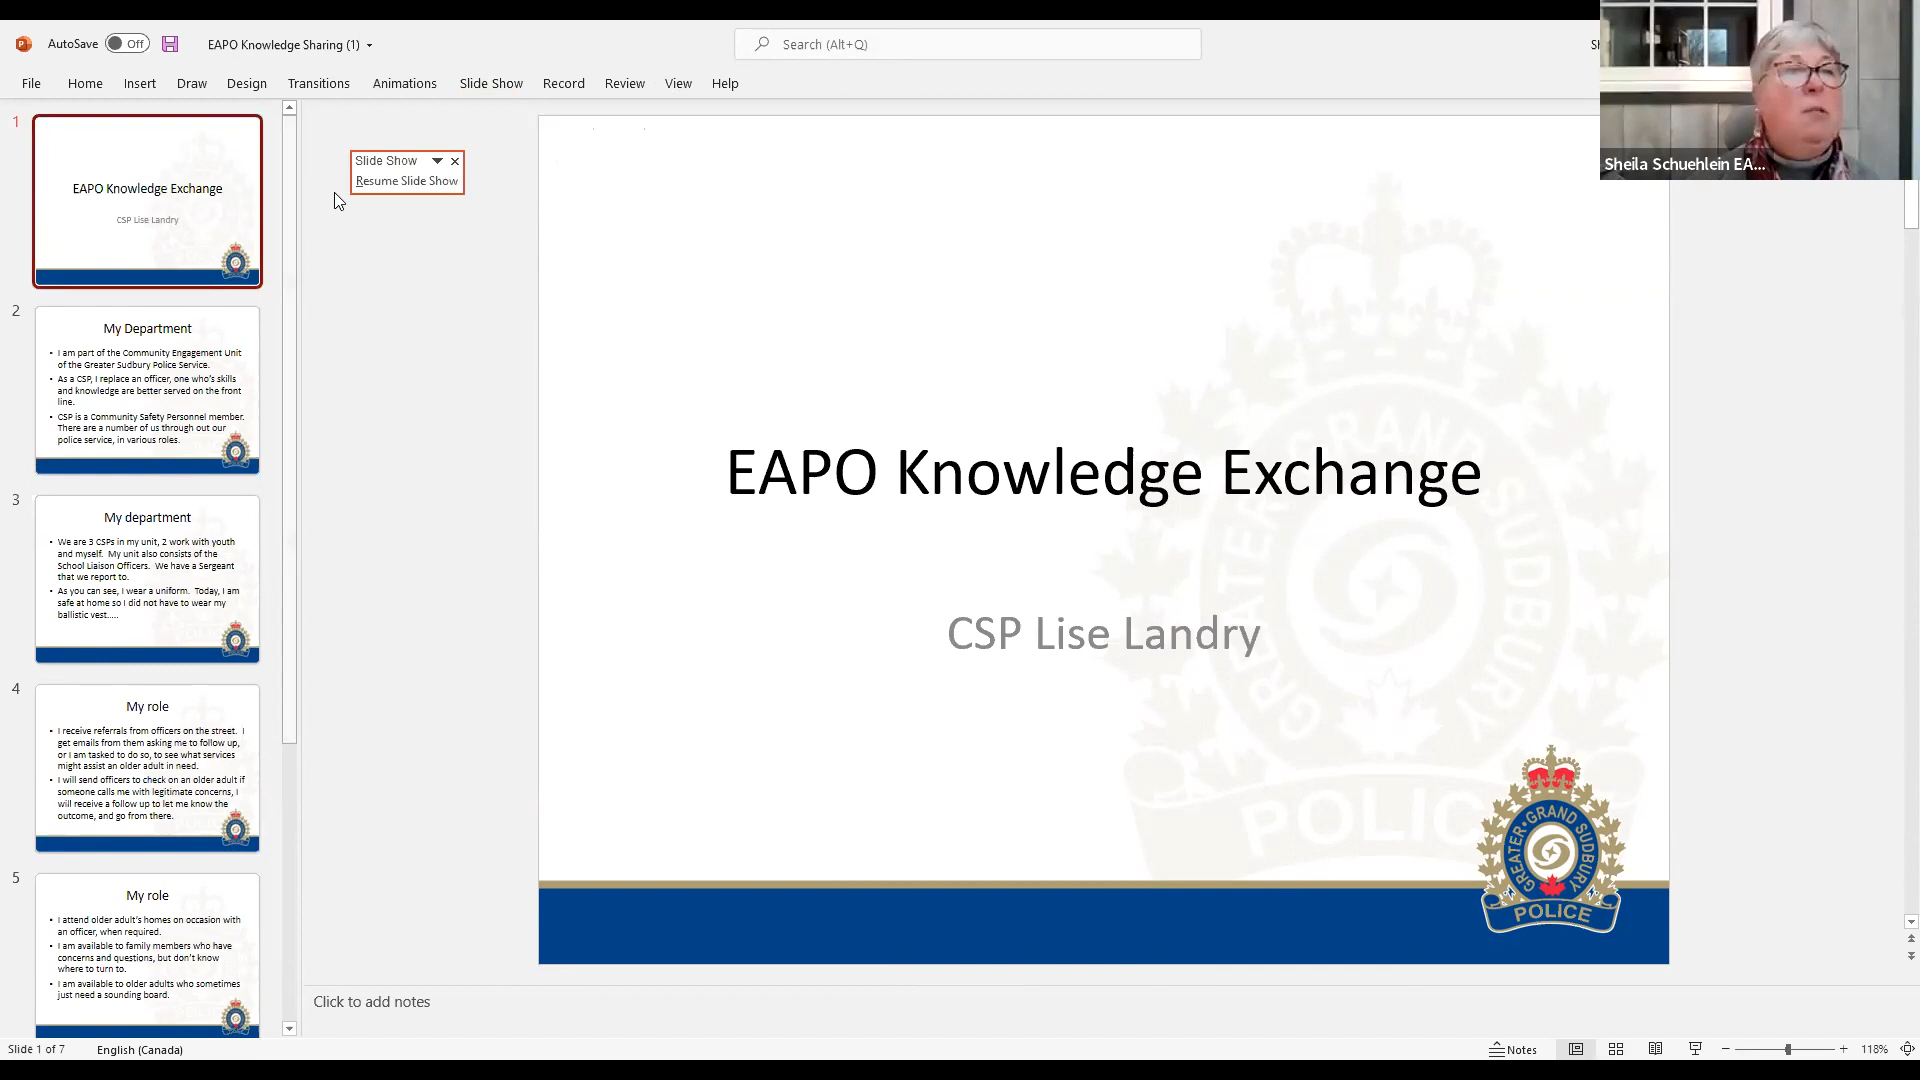 AutoSave
Off
EAPO Knowledge Sharing (1)
Search (Alt+Q)
File
Home
Insert
Draw
Design
Transitions
Animations
Slide Show
Record
Review
View
Help
Sheila Schuehlein EA...
1
EAPO Knowledge Exchange
CSP Lise Landry
2
My Department
• I am part of the Community Engagement Unit
of the Greater Sudbury Police Service.
• As a CSP, I replace an officer, one who's skills
and knowledge are better served on the front
line.
• CSP is a Community Safety Personnel member.
There are a number of us through out our
police service, in various roles.
3
My department
• We are 3 CSPs in my unit, 2 work with youth
and myself. My unit also consists of the
School Liaison Officers. We have a Sergeant
that we report to.
• As you can see, I wear a uniform. Today, I am
safe at home so I did not have to wear my
ballistic vest.....
4
My role
• I receive referrals from officers on the street. I
get emails from them asking me to follow up,
or I am tasked to do so, to see what services
might assist an older adult in need.
• I will send officers to check on an older adult if
someone calls me with legitimate concerns, I
will receive a follow up to let me know the
outcome, and go from there.
5
My role
• I attend older adult's homes on occasion with
an officer, when required.
• I am available to family members who have
concerns and questions, but don't know
where to turn to.
• I am available to older adults who sometimes
just need a sounding board.
Slide Show
Resume Slide Show
EAPO Knowledge Exchange
CSP Lise Landry
GREATER GRAND SUDBURY
POLICE
GREATER • GRAND SUDBURY
POLICE
Click to add notes
Slide 1 of 7
English (Canada)
Notes
118%